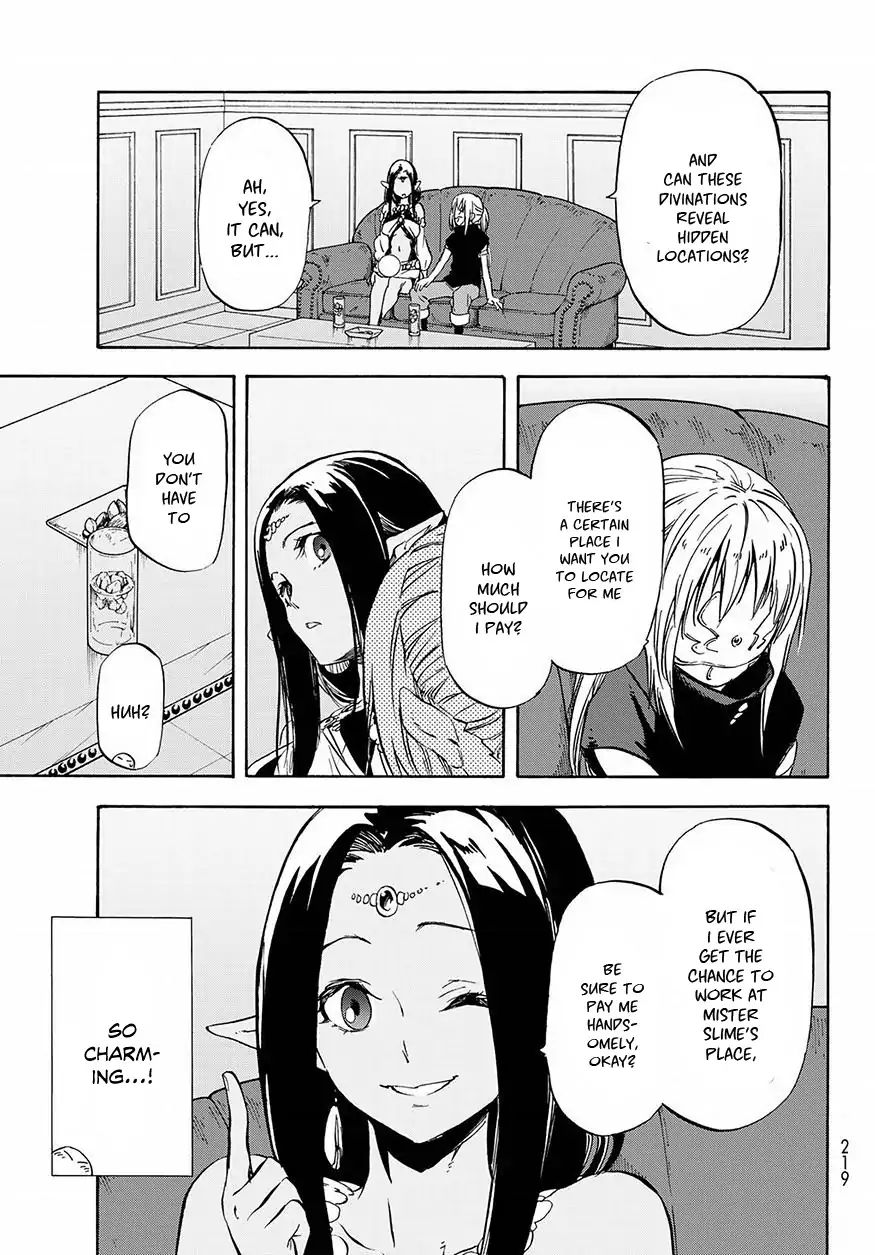 AND
CAN THESE
DIVINATIONS
REVEAL
HIDDEN
LOCATIONS?
AH,
YES,
IT CAN,
BUT...
THERE'S
A CERTAIN
PLACE I
WANT YOU
TO LOCATE
FOR ME
HOW
MUCH
SHOULD
I PAY?
YOU
DON'T
HAVE
TO
HUH?
BUT IF
I EVER
GET THE
CHANCE TO
WORK AT
MISTER
SLIME'S
PLACE,
BE
SURE TO
PAY ME
HANDS-
OMELY,
OKAY?
SO
CHARM-
ING...!
219